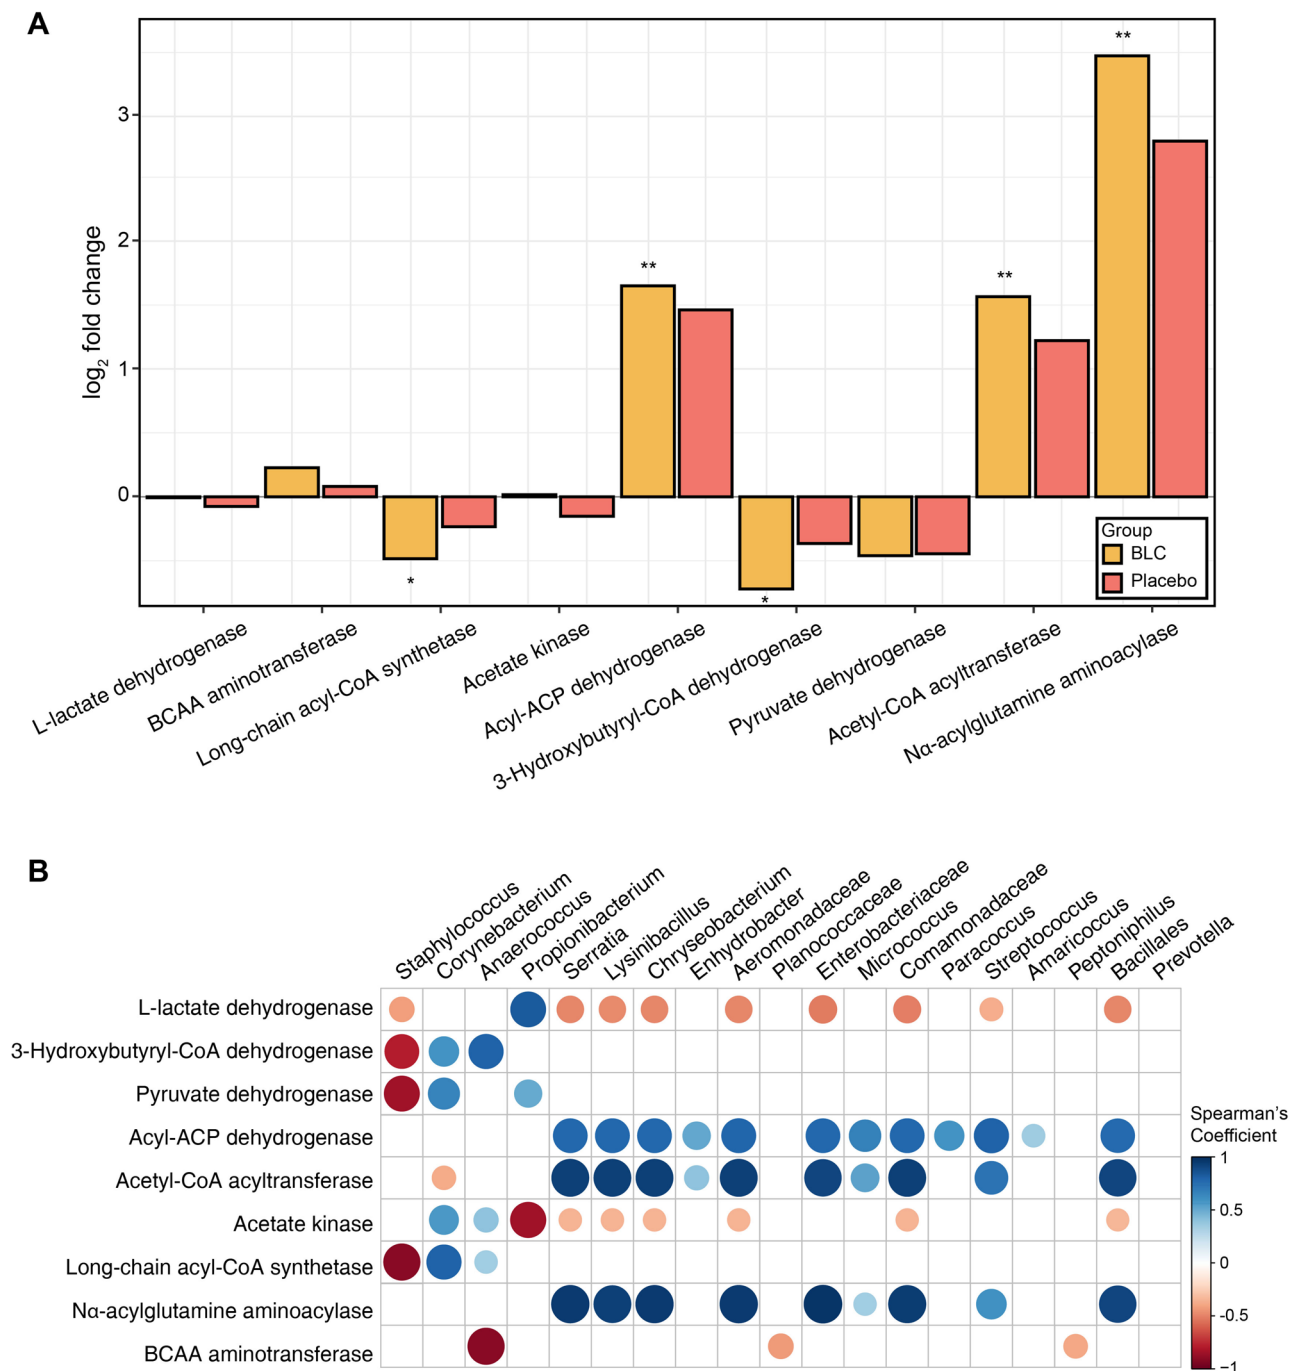 A
**
3
2
**
**
log2 fold change
1
0
*
*
Group
BLC
Placebo
L-lactate dehydrogenase
BCAA aminotransferase
Long-chain acyl-CoA synthetase
Acetate kinase
Acyl-ACP dehydrogenase
3-Hydroxybutyryl-CoA dehydrogenase
Pyruvate dehydrogenase
Acetyl-CoA acyltransferase
Nα-acylglutamine aminoacylase
B
Staphylococcus
Corynebacterium
Anaerococcus
Propionibacterium
Serratia
Lysinibacillus
Chryseobacterium
Enhydrobacter
Aeromonadaceae
Planococcaceae
Enterobacteriaceae
Micrococcus
Comamonadaceae
Paracoccus
Streptococcus
Amaricoccus
Peptoniphilus
Bacillales
Prevotella
L-lactate dehydrogenase
3-Hydroxybutyryl-CoA dehydrogenase
Pyruvate dehydrogenase
Acyl-ACP dehydrogenase
Acetyl-CoA acyltransferase
Acetate kinase
Long-chain acyl-CoA synthetase
Nα-acylglutamine aminoacylase
BCAA aminotransferase
Spearman's
Coefficient
1
0.5
0
-0.5
−1